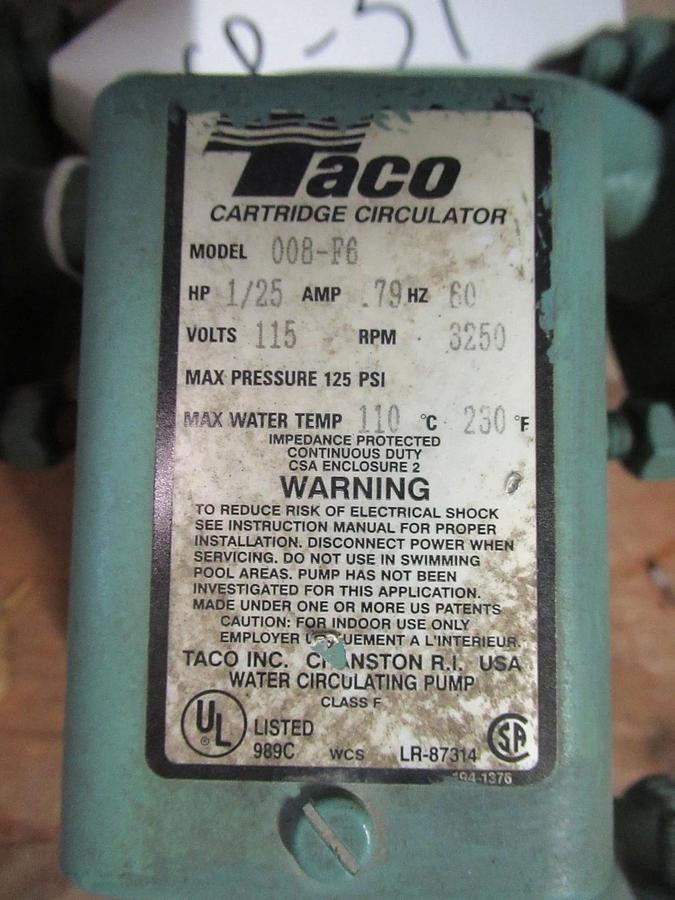 Taco
CARTRIDGE CIRCULATOR
MODEL 008-F6
HP 1/25 AMP .79 HZ 60
VOLTS 115 RPM 3250
MAX PRESSURE 125 PSI
MAX WATER TEMP 110 °C 230 °F
IMPEDANCE PROTECTED
CONTINUOUS DUTY
CSA ENCLOSURE 2
WARNING
TO REDUCE RISK OF ELECTRICAL SHOCK
SEE INSTRUCTION MANUAL FOR PROPER
INSTALLATION. DISCONNECT POWER WHEN
SERVICING. DO NOT USE IN SWIMMING
POOL AREAS. PUMP HAS NOT BEEN
INVESTIGATED FOR THIS APPLICATION.
MADE UNDER ONE OR MORE US PATENTS
CAUTION: FOR INDOOR USE ONLY
EMPLOYER A L'INTERIEUR.
TACO INC. CRANSTON R.I. USA
WATER CIRCULATING PUMP
CLASS F
UL ® LISTED
989C WCS LR-87314 SA
194-1376